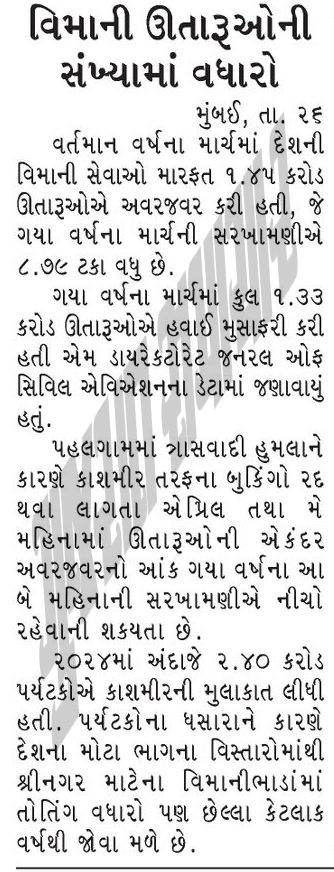 વિમાની ઊતારૂઓની
સંખ્યામાં વધારો
મુંબઈ, તા. ૨૬
વર્તમાન વર્ષના માર્ચમાં દેશની
વિમાની સેવાઓ મારફત ૧.૪૫ કરોડ
ઊતારૂઓએ અવરજવર કરી હતી, જે
ગયા વર્ષના માર્ચની સરખામણીએ
૮.૭૯ ટકા વધુ છે.
ગયા વર્ષના માર્ચમાં કુલ ૧.૩૩
કરોડ ઊતારૂઓએ હવાઈ મુસાફરી કરી
હતી એમ ડાયરેકટોરેટ જનરલ ઓફ
સિવિલ એવિએશનના ડેટામાં જણાવાયું
હતું.
પહલગામમાં ત્રાસવાદી હુમલાને
કારણે કાશ્મીર તરફના બુકિંગો રદ
થવા લાગતા એપ્રિલ તથા મે
મહિનામાં ઊતારૂઓની એકંદર
અવરજવરનો આંક ગયા વર્ષના આ
બે મહિનાની સરખામણીએ નીચો
રહેવાની શકયતા છે.
૨૦૨૪માં અંદાજે ૨.૪૦ કરોડ
પર્યટકોએ કાશ્મીરની મુલાકાત લીધી
હતી. પર્યટકોના ધસારાને કારણે
દેશના મોટા ભાગના વિસ્તારોમાંથી
શ્રીનગર માટેના વિમાનીભાડાંમાં
તોતિંગ વધારો પણ છેલ્લા કેટલાક
વર્ષથી જોવા મળે છે.